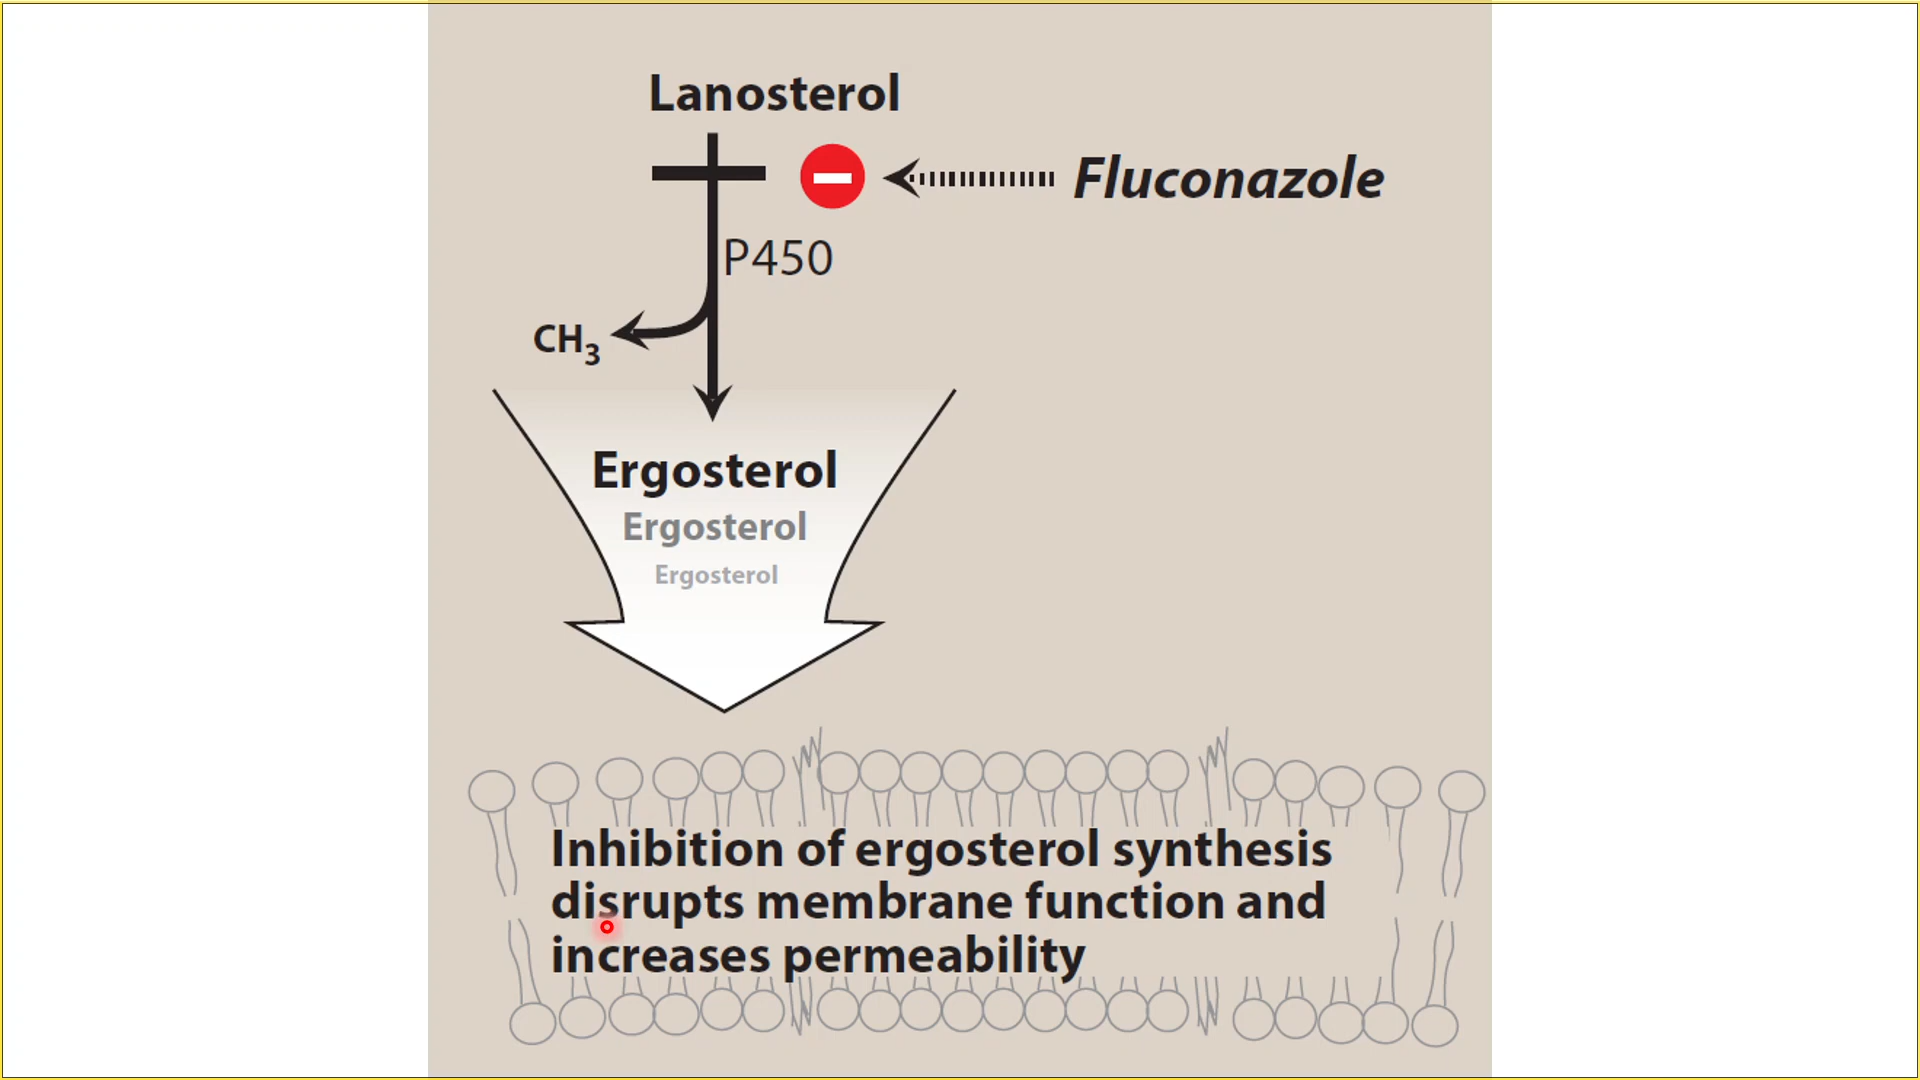 Lanosterol
Fluconazole
P450
CH3
Ergosterol
Ergosterol
Ergosterol
Inhibition of ergosterol synthesis
disrupts membrane function and
increases permeability